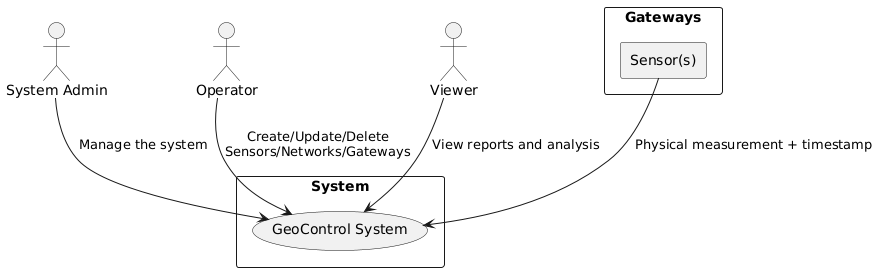 Gateways
Sensor(s)
System Admin
Operator
Viewer
Manage the system
Create/Update/Delete
Sensors/Networks/Gateways
View reports and analysis
Physical measurement + timestamp
System
GeoControl System